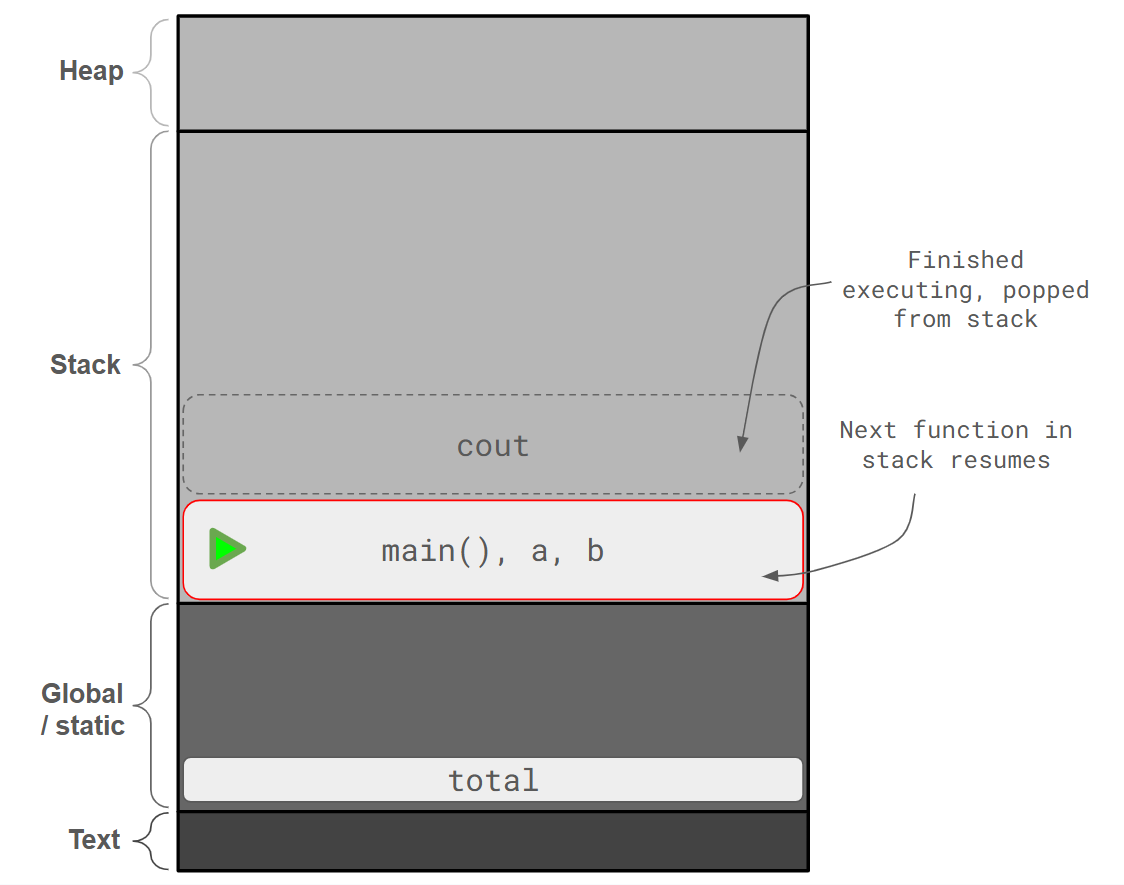 Heap
Stack
Finished
executing, popped
from stack
cout
Next function in
stack resumes
main(), a, b
Global
/ static
total
Text